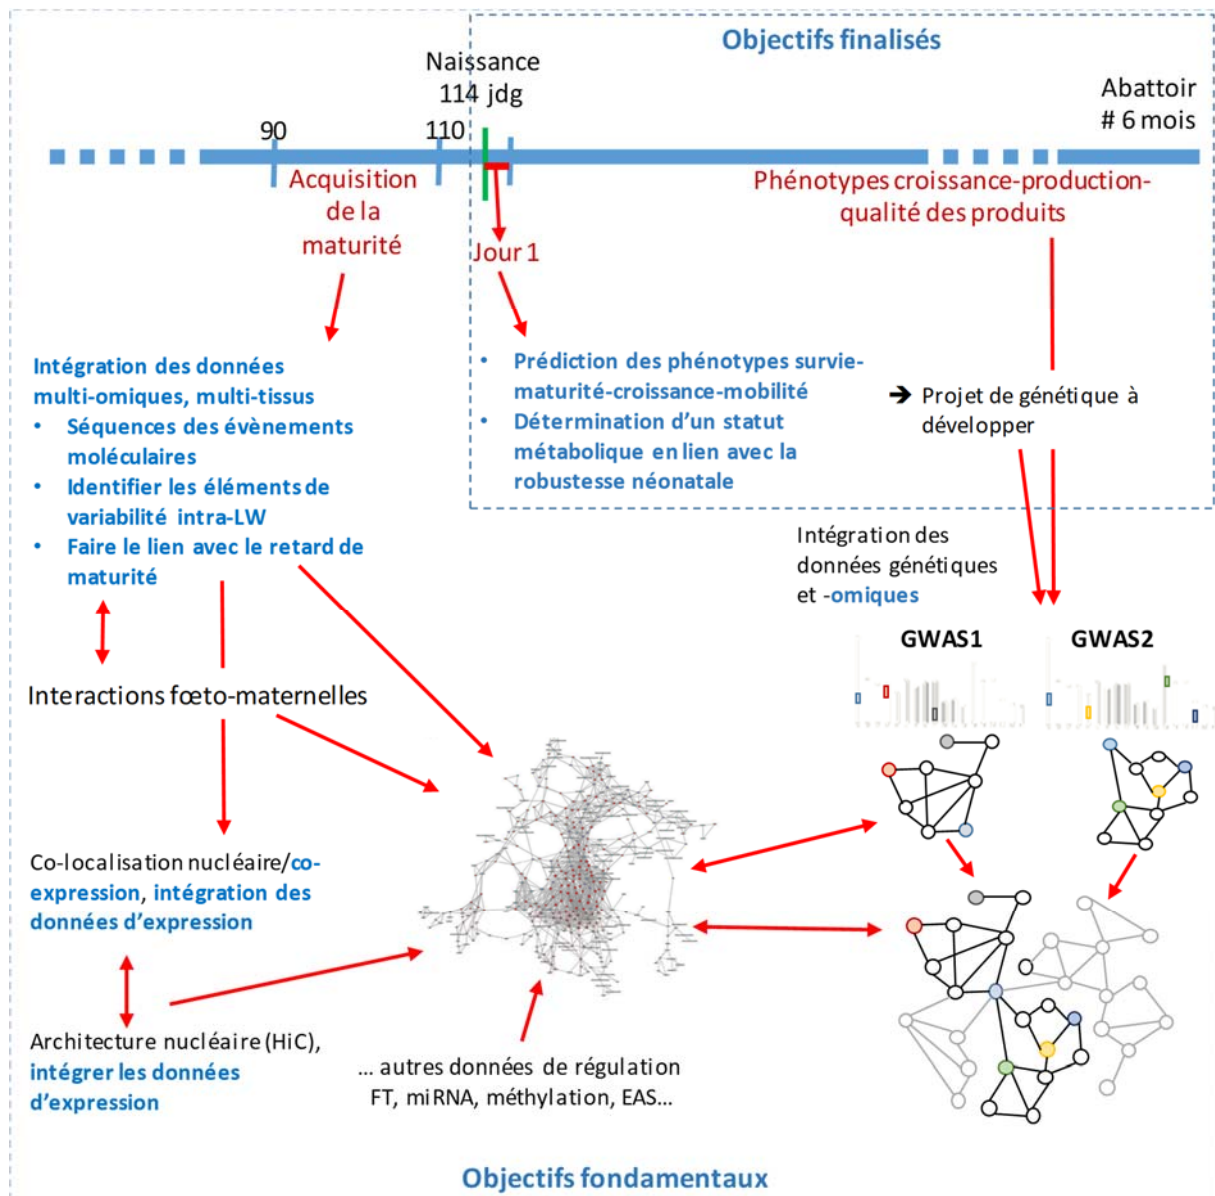 Objectifs finalisés
Naissance
114 jdg
Abattoir
# 6 mois
90
110
Acquisition
de la
maturité
Phénotypes croissance-production-
qualité des produits
Jour 1
Intégration des données
multi-omiques, multi-tissus
• Séquences des évènements
moléculaires
• Identifier les éléments de
variabilité intra-LW
• Faire le lien avec le retard de
maturité
• Prédiction des phénotypes survie-
maturité-croissance-mobilité
• Détermination d'un statut
métabolique en lien avec la
robustesse néonatale
➔ Projet de génétique à
développer
Intégration des
données génétiques
et -omiques
GWAS1
GWAS2
Interactions fœto-maternelles
Co-localisation nucléaire/co-
expression, intégration des
données d'expression
Architecture nucléaire (HiC),
intégrer les données
d'expression
... autres données de régulation
FT, miRNA, méthylation, EAS...
Objectifs fondamentaux